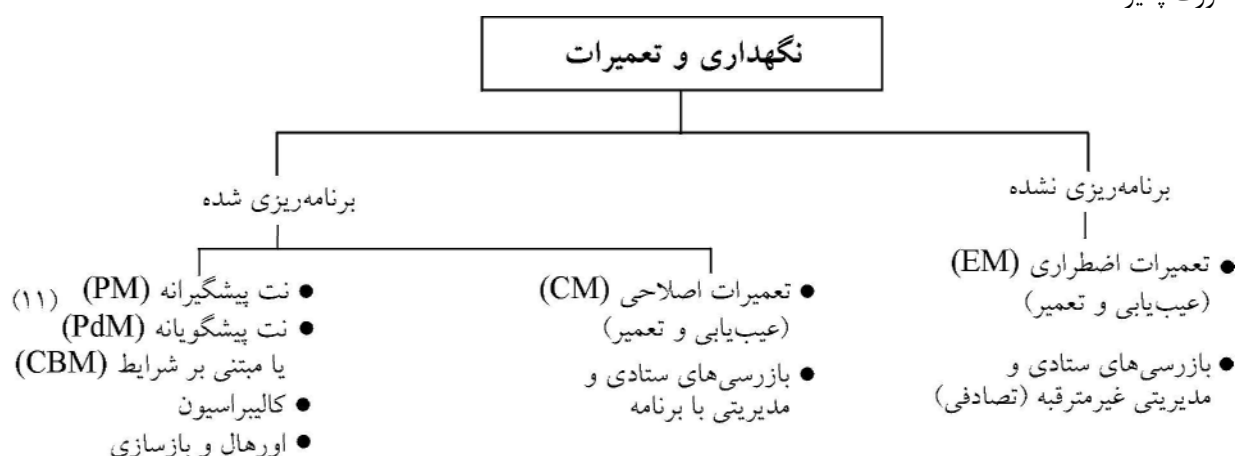 نگهداری و تعمیرات
برنامه‌ریزی نشده
● تعمیرات اضطراری (EM)
(عیب‌یابی و تعمیر)
● بازرسی‌های ستادی و
مدیریتی غیرمترقبه (تصادفی)
برنامه‌ریزی شده
● تعمیرات اصلاحی (CM)
(عیب‌یابی و تعمیر)
● بازرسی‌های ستادی و
مدیریتی با برنامه
● نت پیشگیرانه (PM) (۱۱)
● نت پیشگویانه (PdM)
یا مبتنی بر شرایط (CBM)
● کالیبراسیون
● اورهال و بازسازی